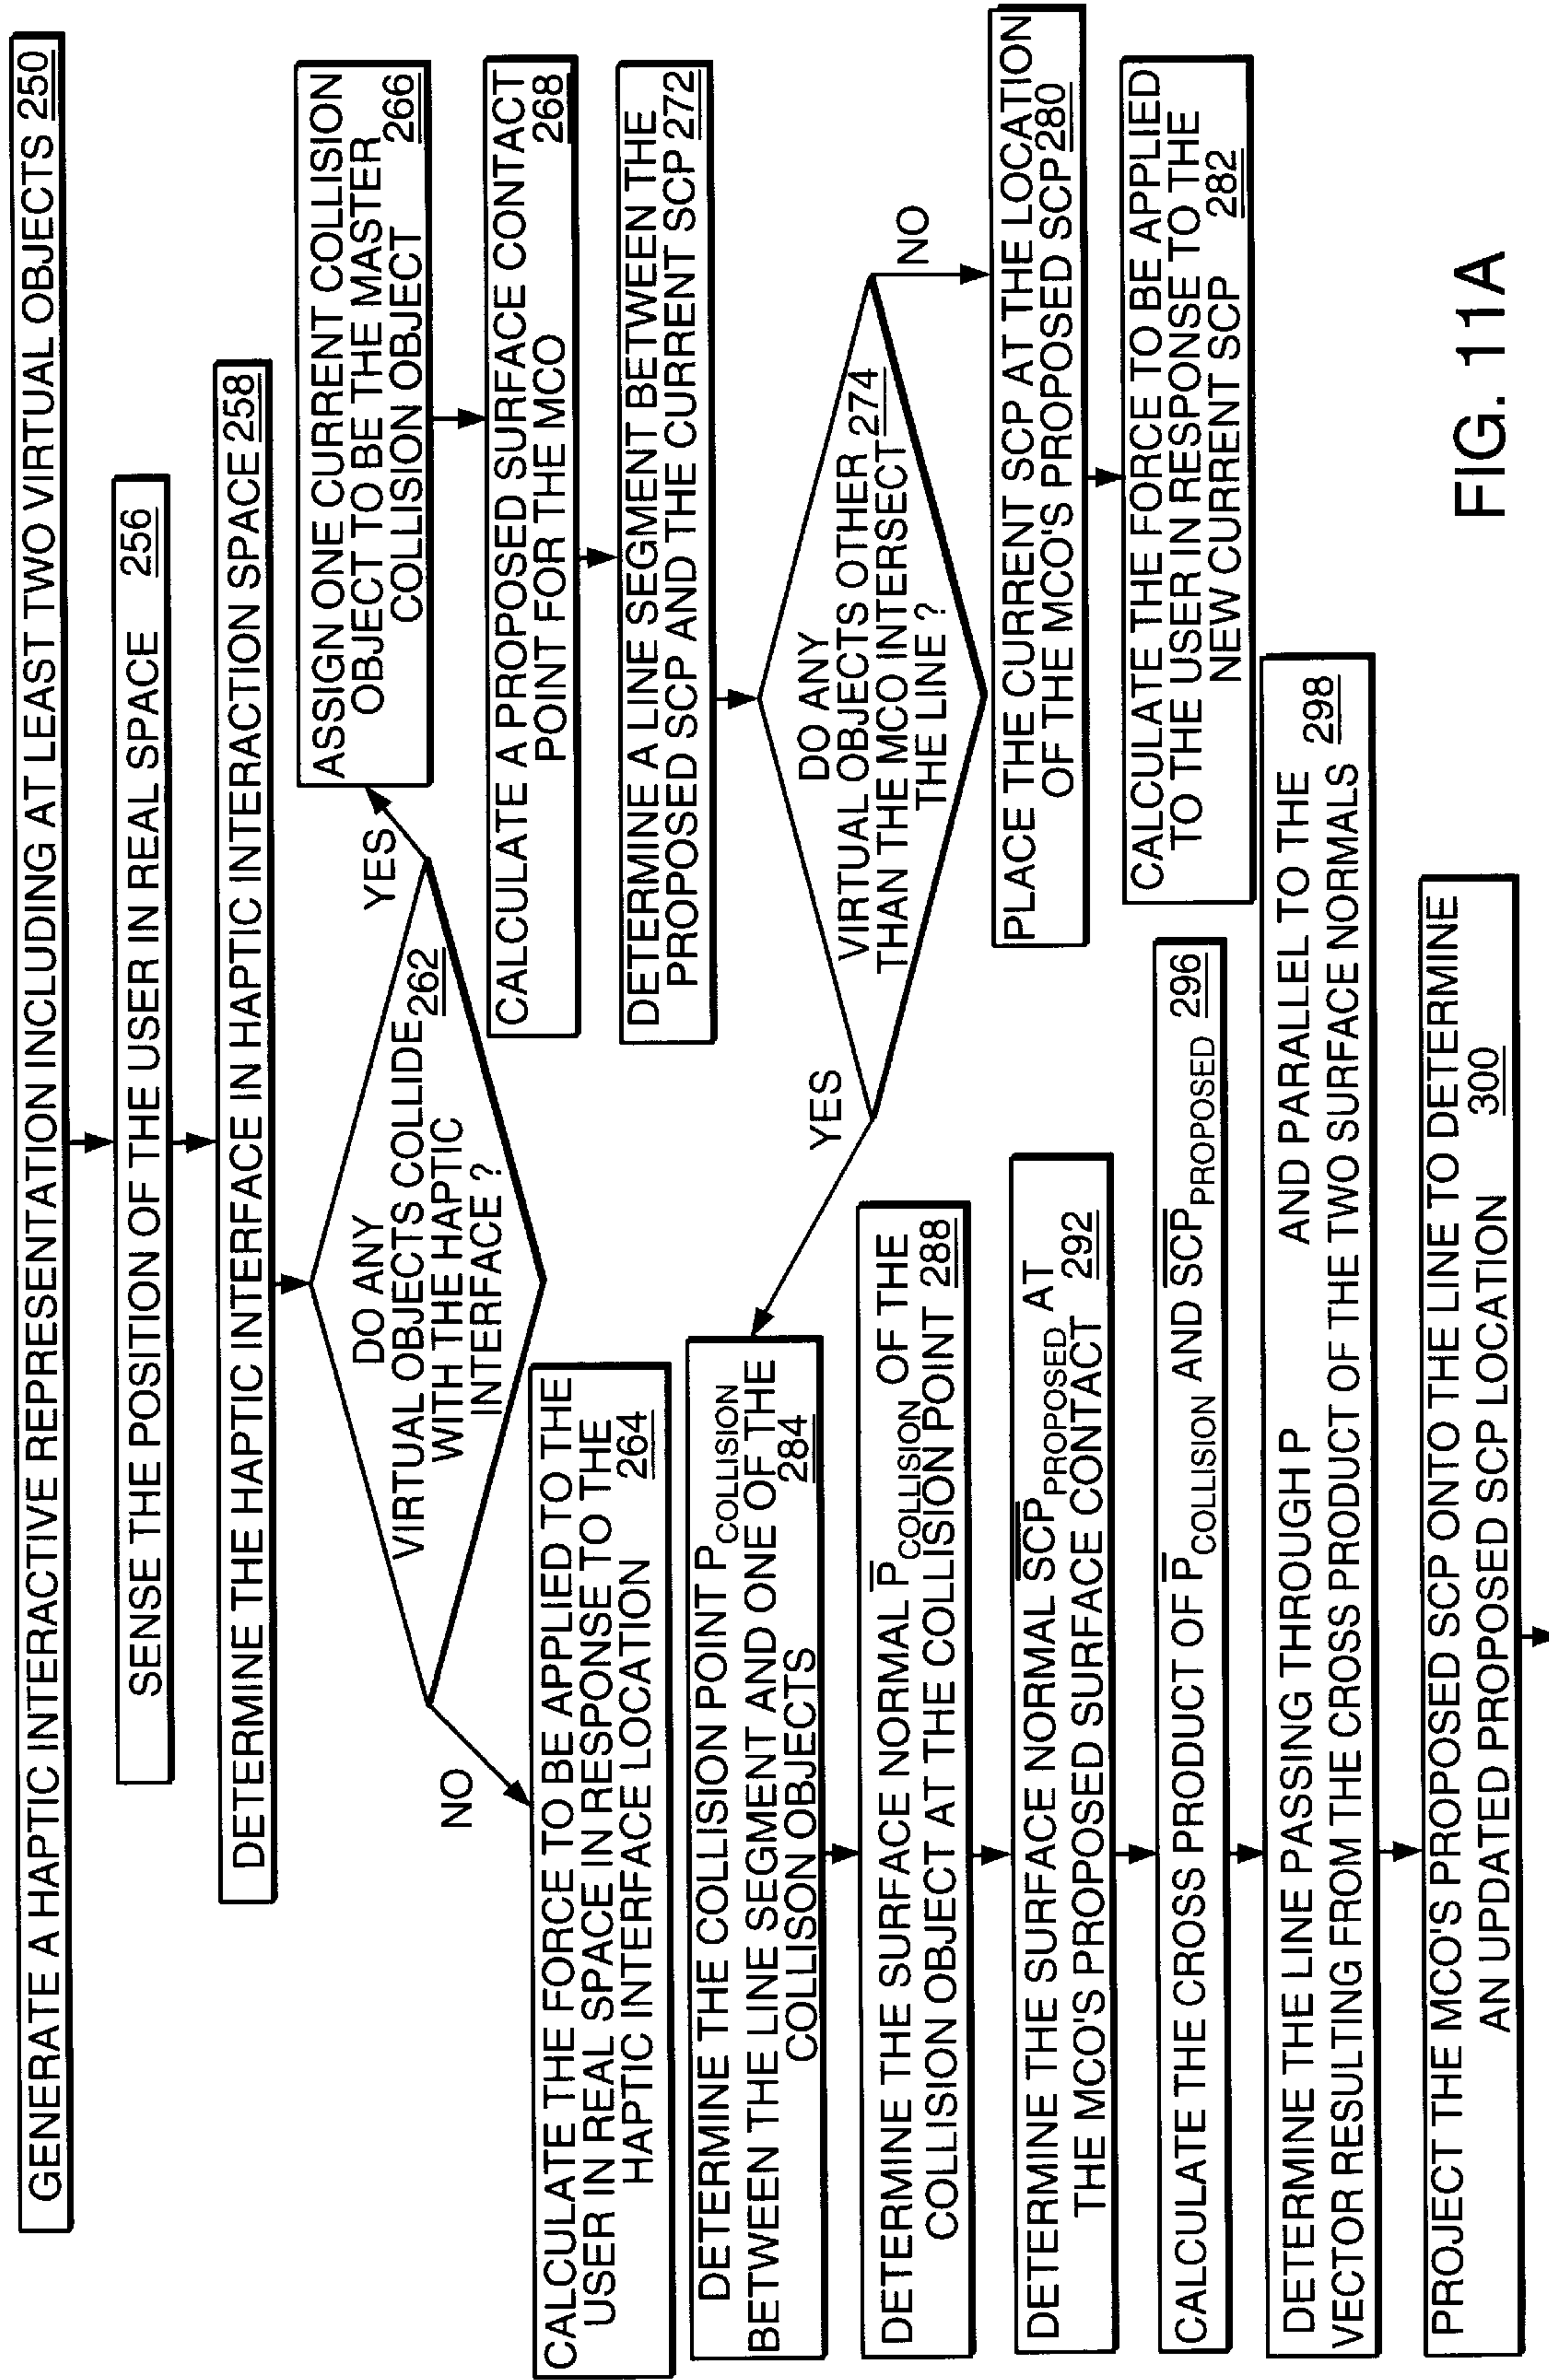 GENERATE A HAPTIC INTERACTIVE REPRESENTATION INCLUDING AT LEAST TWO VIRTUAL OBJECTS 250
SENSE THE POSITION OF THE USER IN REAL SPACE 256
DETERMINE THE HAPTIC INTERFACE IN HAPTIC INTERACTION SPACE 258
DO ANY
VIRTUAL OBJECTS COLLIDE 262
WITH THE HAPTIC
INTERFACE ?
NO
YES
CALCULATE THE FORCE TO BE APPLIED TO THE
USER IN REAL SPACE IN RESPONSE TO THE
HAPTIC INTERFACE LOCATION 264
ASSIGN ONE CURRENT COLLISION
OBJECT TO BE THE MASTER
COLLISION OBJECT 266
CALCULATE A PROPOSED SURFACE CONTACT
POINT FOR THE MCO 268
DETERMINE A LINE SEGMENT BETWEEN THE
PROPOSED SCP AND THE CURRENT SCP 272
DO ANY
VIRTUAL OBJECTS OTHER 274
THAN THE MCO INTERSECT
THE LINE ?
YES
NO
PLACE THE CURRENT SCP AT THE LOCATION
OF THE MCO'S PROPOSED SCP 280
CALCULATE THE FORCE TO BE APPLIED
TO THE USER IN RESPONSE TO THE
NEW CURRENT SCP 282
DETERMINE THE COLLISION POINT P COLLISION
BETWEEN THE LINE SEGMENT AND ONE OF THE
COLLISON OBJECTS 284
DETERMINE THE SURFACE NORMAL P̅ COLLISION OF THE
COLLISION OBJECT AT THE COLLISION POINT 288
DETERMINE THE SURFACE NORMAL S̅C̅P PROPOSED AT
THE MCO'S PROPOSED SURFACE CONTACT 292
CALCULATE THE CROSS PRODUCT OF P̅ COLLISION AND S̅CP PROPOSED 296
DETERMINE THE LINE PASSING THROUGH P AND PARALLEL TO THE
VECTOR RESULTING FROM THE CROSS PRODUCT OF THE TWO SURFACE NORMALS 298
PROJECT THE MCO'S PROPOSED SCP ONTO THE LINE TO DETERMINE
AN UPDATED PROPOSED SCP LOCATION 300
FIG. 11A